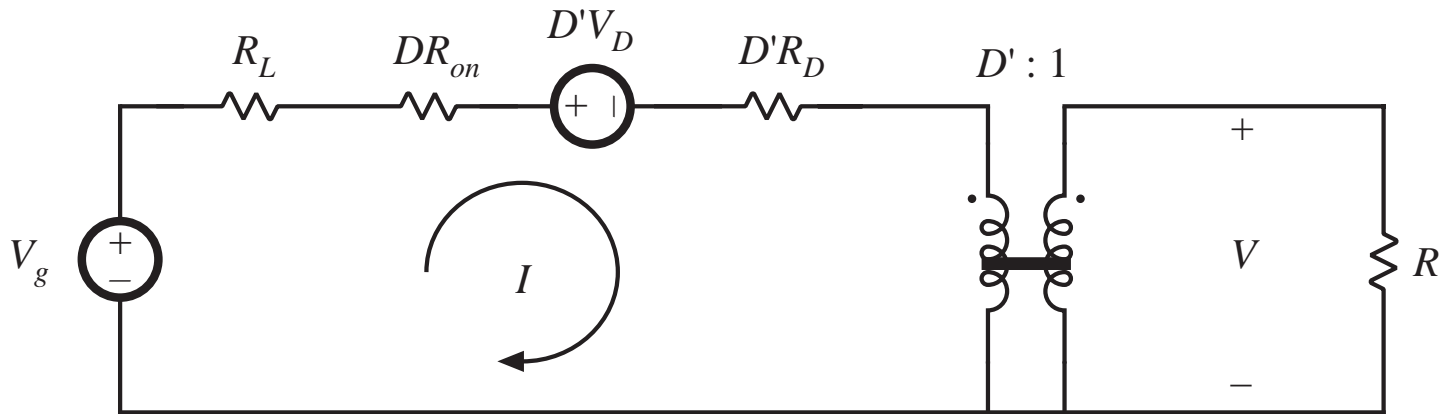 R_L
DR_on
D'V_D
D'R_D
D' : 1
+ −
+
−
V_g
I
+
V
−
R